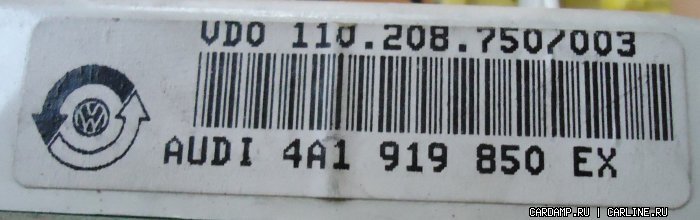 VDO 110.208.750/003
AUDI 4A1 919 850 EX
CARDAMP.RU | CARLINE.RU